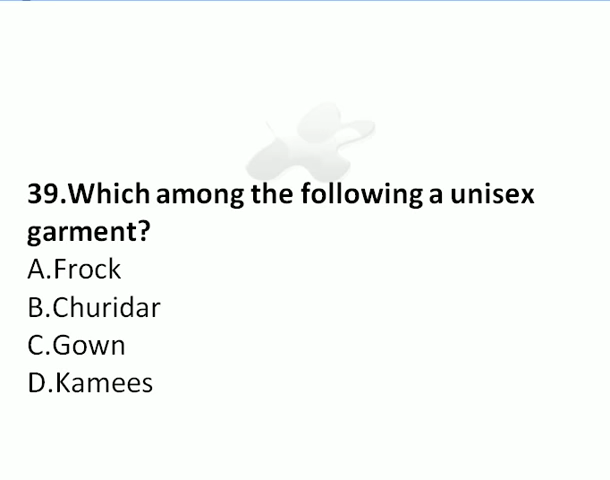 39.Which among the following a unisex
garment?
A.Frock
B.Churidar
C.Gown
D.Kamees